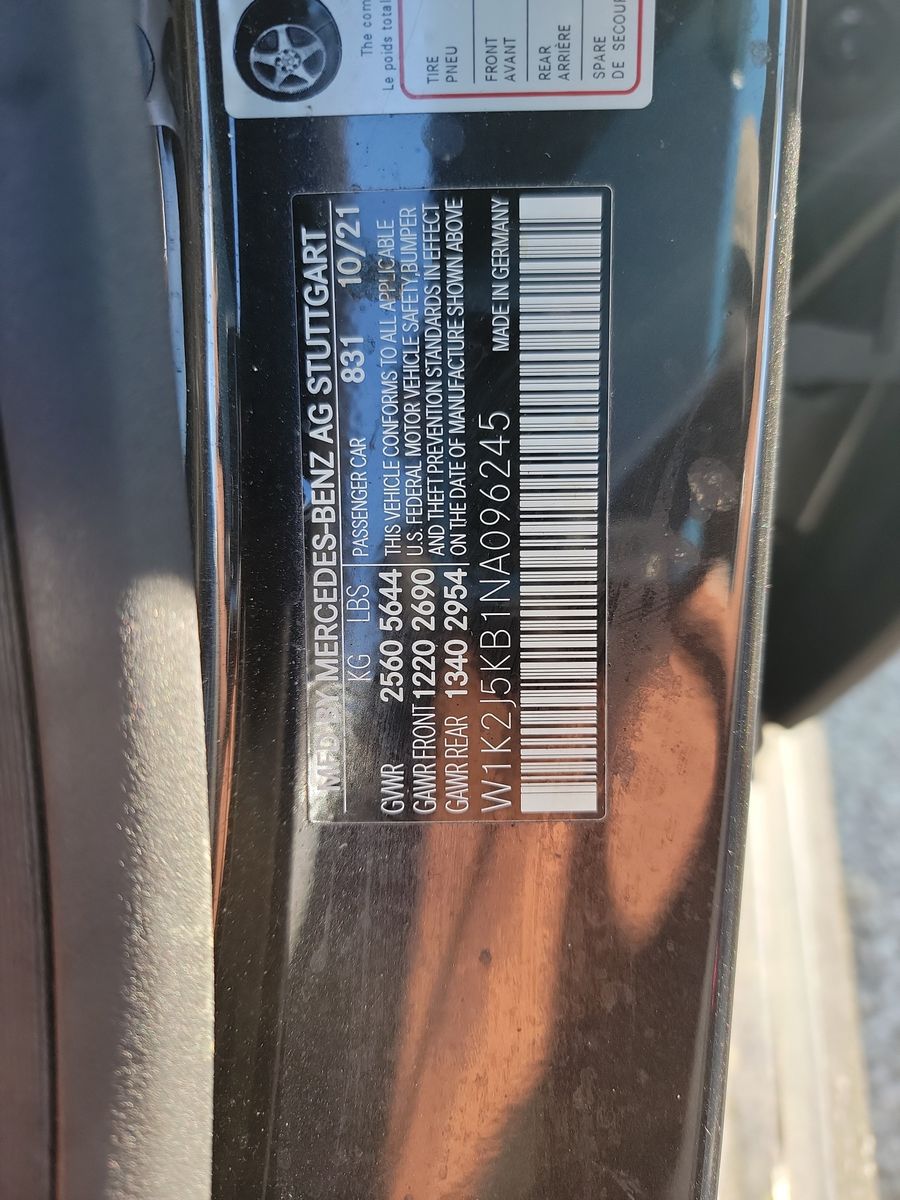 MFD BY MERCEDES-BENZ AG STUTTGART
KG LBS PASSENGER CAR 831 10/21
GVWR 2560 5644 THIS VEHICLE CONFORMS TO ALL APPLICABLE
GAWR FRONT 1220 2690 U.S. FEDERAL MOTOR VEHICLE SAFETY,BUMPER
GAWR REAR 1340 2954 AND THEFT PREVENTION STANDARDS IN EFFECT
ON THE DATE OF MANUFACTURE SHOWN ABOVE
W1K2J5KB1NA096245 MADE IN GERMANY
The com
Le poids total
TIRE
PNEU
FRONT
AVANT
REAR
ARRIÈRE
SPARE
DE SECOUR